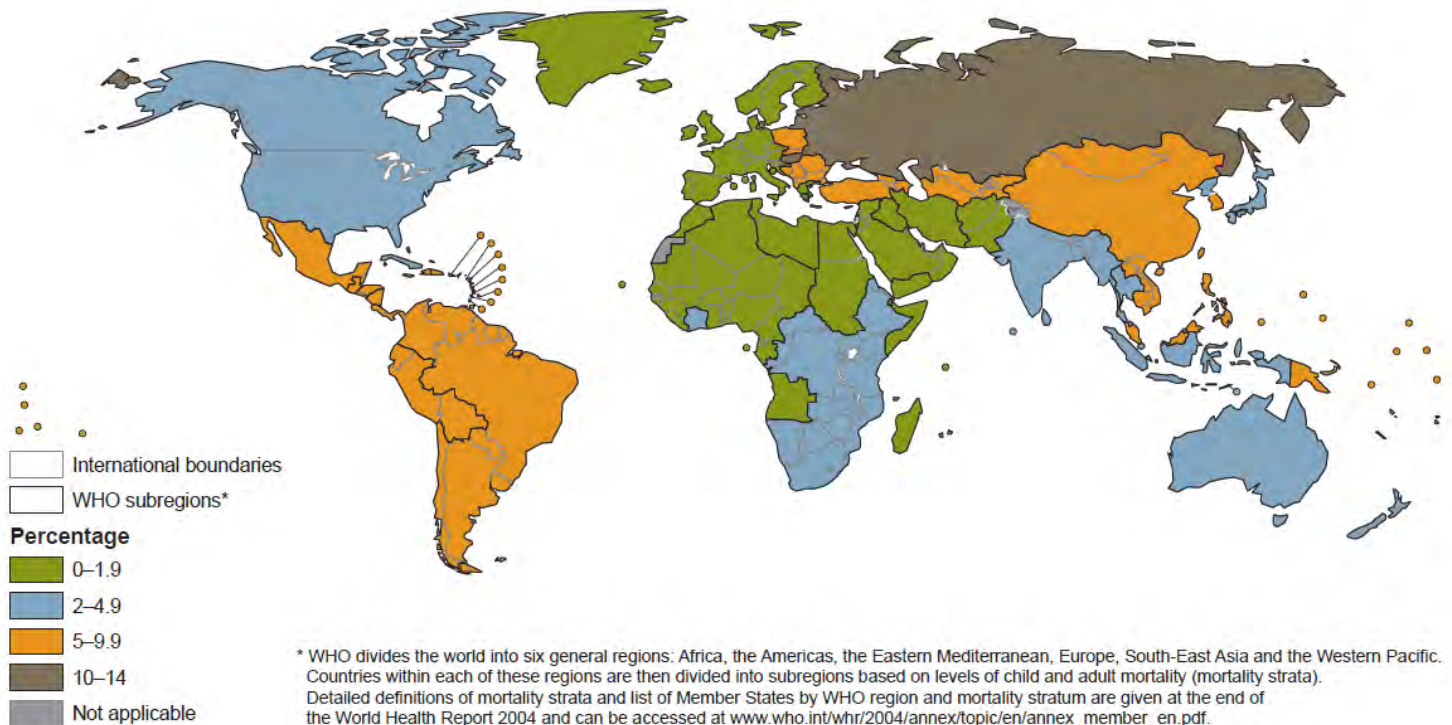 International boundaries
WHO subregions*
Percentage
0–1.9
2–4.9
5–9.9
10–14
Not applicable
* WHO divides the world into six general regions: Africa, the Americas, the Eastern Mediterranean, Europe, South-East Asia and the Western Pacific.
Countries within each of these regions are then divided into subregions based on levels of child and adult mortality (mortality strata).
Detailed definitions of mortality strata and list of Member States by WHO region and mortality stratum are given at the end of
the World Health Report 2004 and can be accessed at www.who.int/whr/2004/annex/topic/en/annex_member_en.pdf.